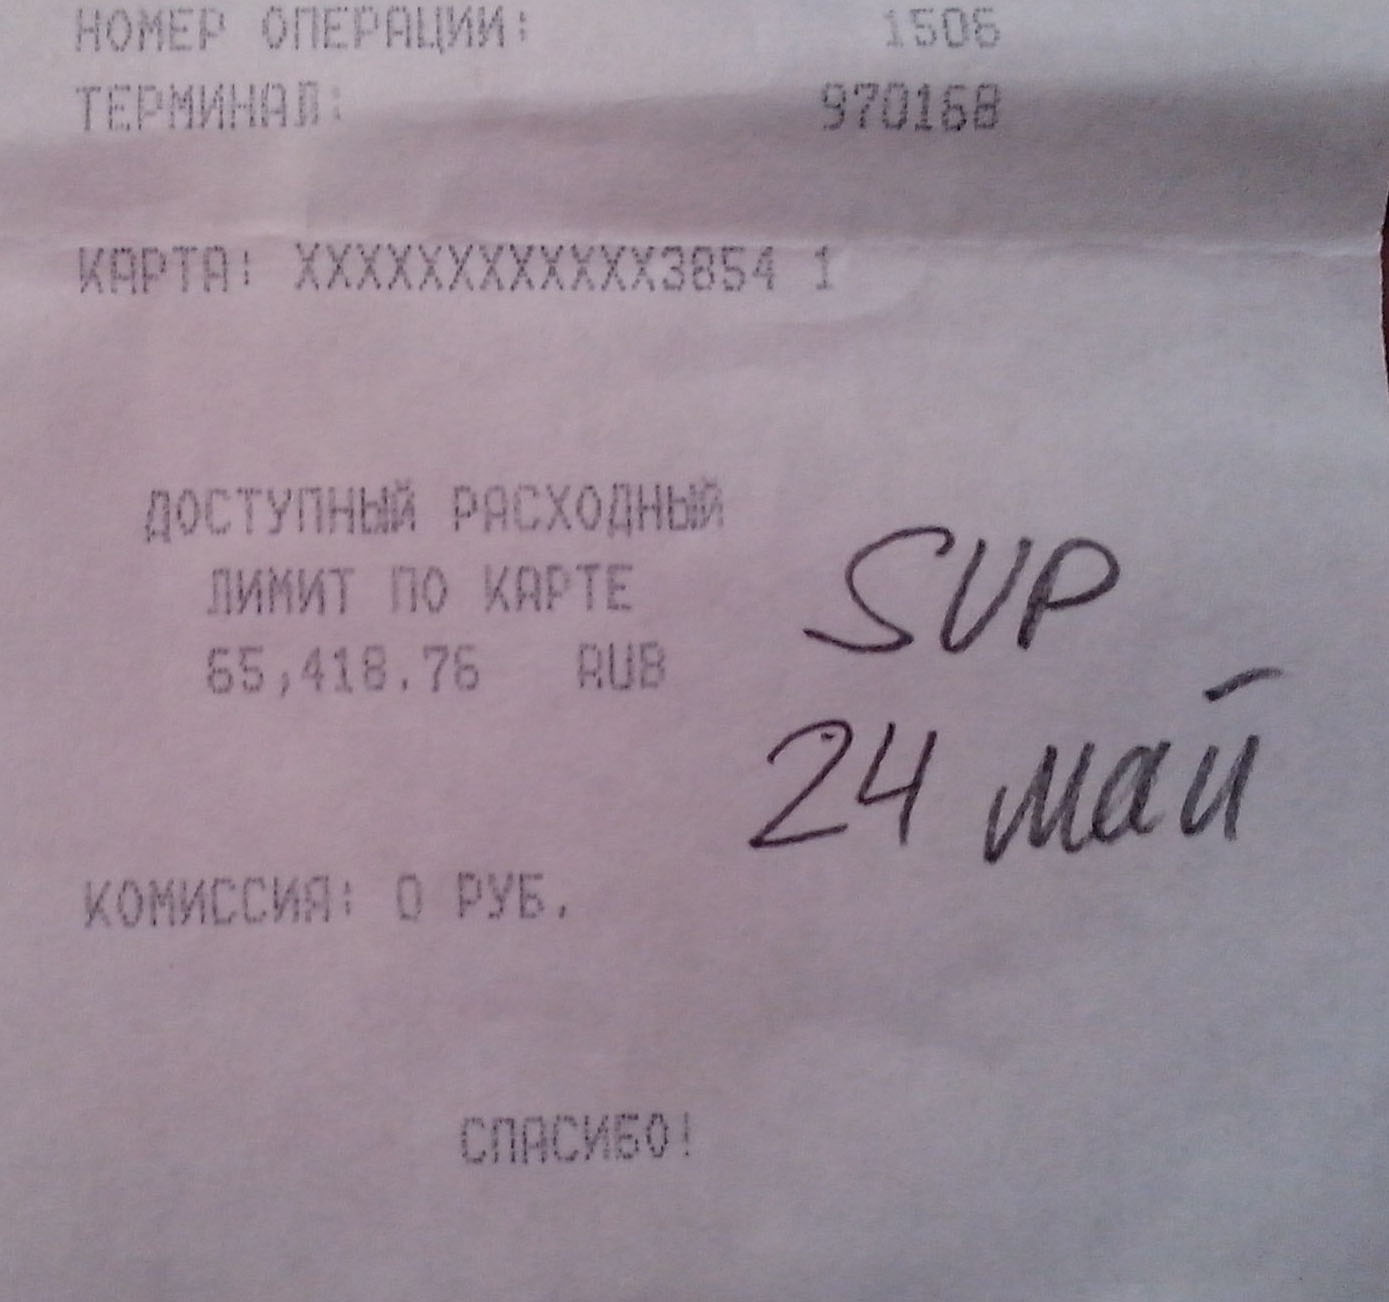 НОМЕР ОПЕРАЦИИ: 1506
ТЕРМИНАЛ: 970168
КАРТА: XXXXXXXXXXXX3854 1
ДОСТУПНЫЙ РАСХОДНЫЙ
ЛИМИТ ПО КАРТЕ
65,418.76 RUB
SVP
24 май
КОМИССИЯ: 0 РУБ.
СПАСИБО!